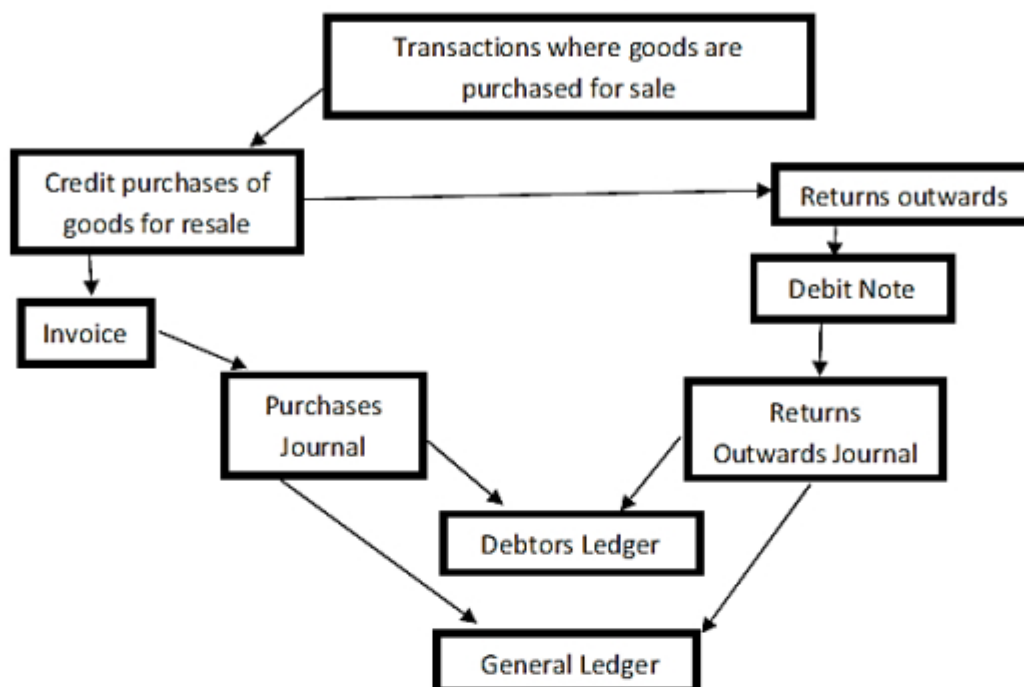 Transactions where goods are
purchased for sale
Credit purchases of
goods for resale
Returns outwards
Debit Note
Invoice
Purchases
Journal
Returns
Outwards Journal
Debtors Ledger
General Ledger